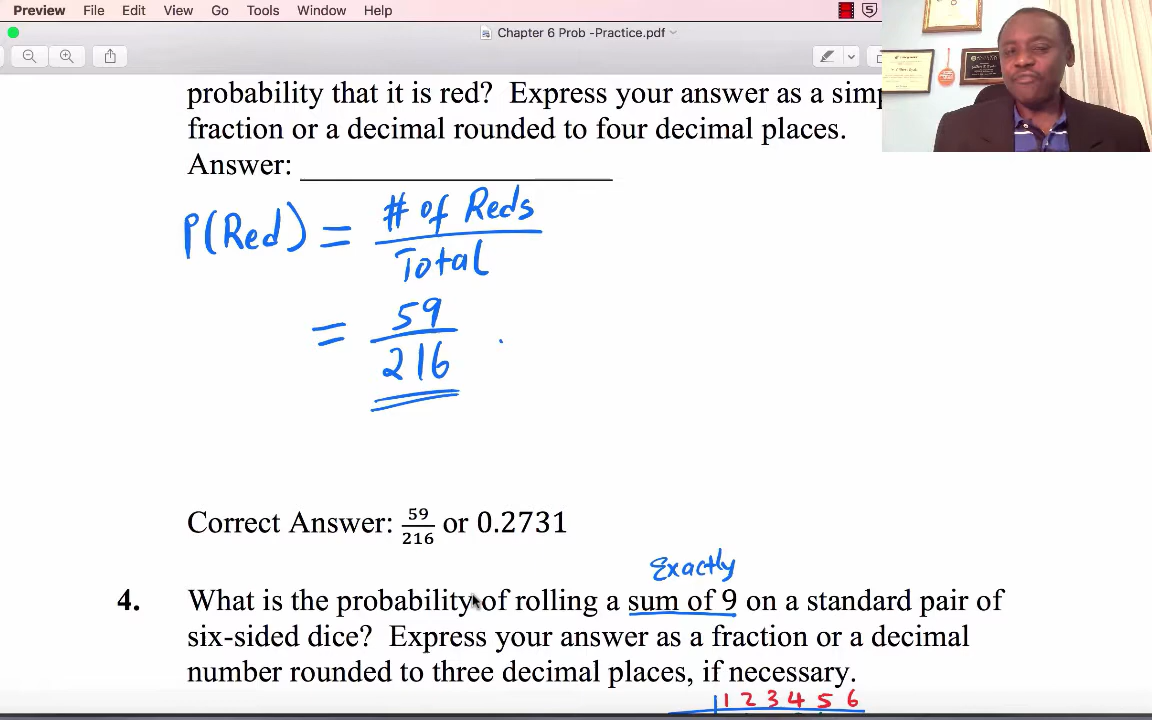 Preview File Edit View Go Tools Window Help
5
Chapter 6 Prob -Practice.pdf
probability that it is red? Express your answer as a simp
fraction or a decimal rounded to four decimal places.
Answer:
P(Red) = # of Reds
Total
= 59
216
Correct Answer: 59/216 or 0.2731
Exactly
4. What is the probability of rolling a sum of 9 on a standard pair of
six-sided dice? Express your answer as a fraction or a decimal
number rounded to three decimal places, if necessary.
1 2 3 4 5 6